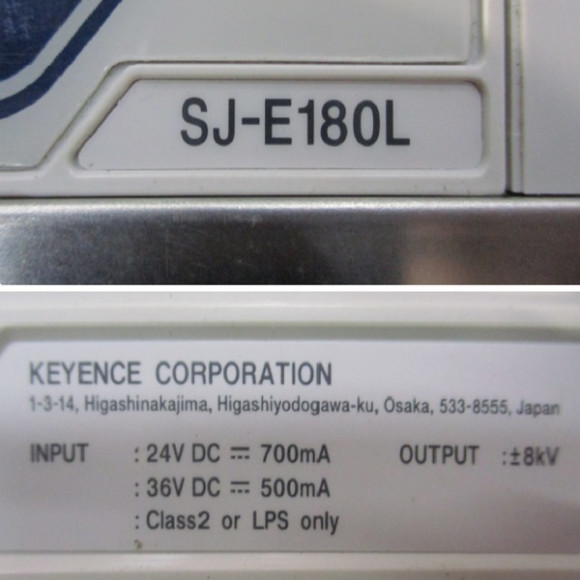 SJ-E180L
KEYENCE CORPORATION
1-3-14, Higashinakajima, Higashiyodogawa-ku, Osaka, 533-8555, Japan
INPUT : 24V DC ⎓ 700mA OUTPUT : ±8kV
: 36V DC ⎓ 500mA
: Class2 or LPS only